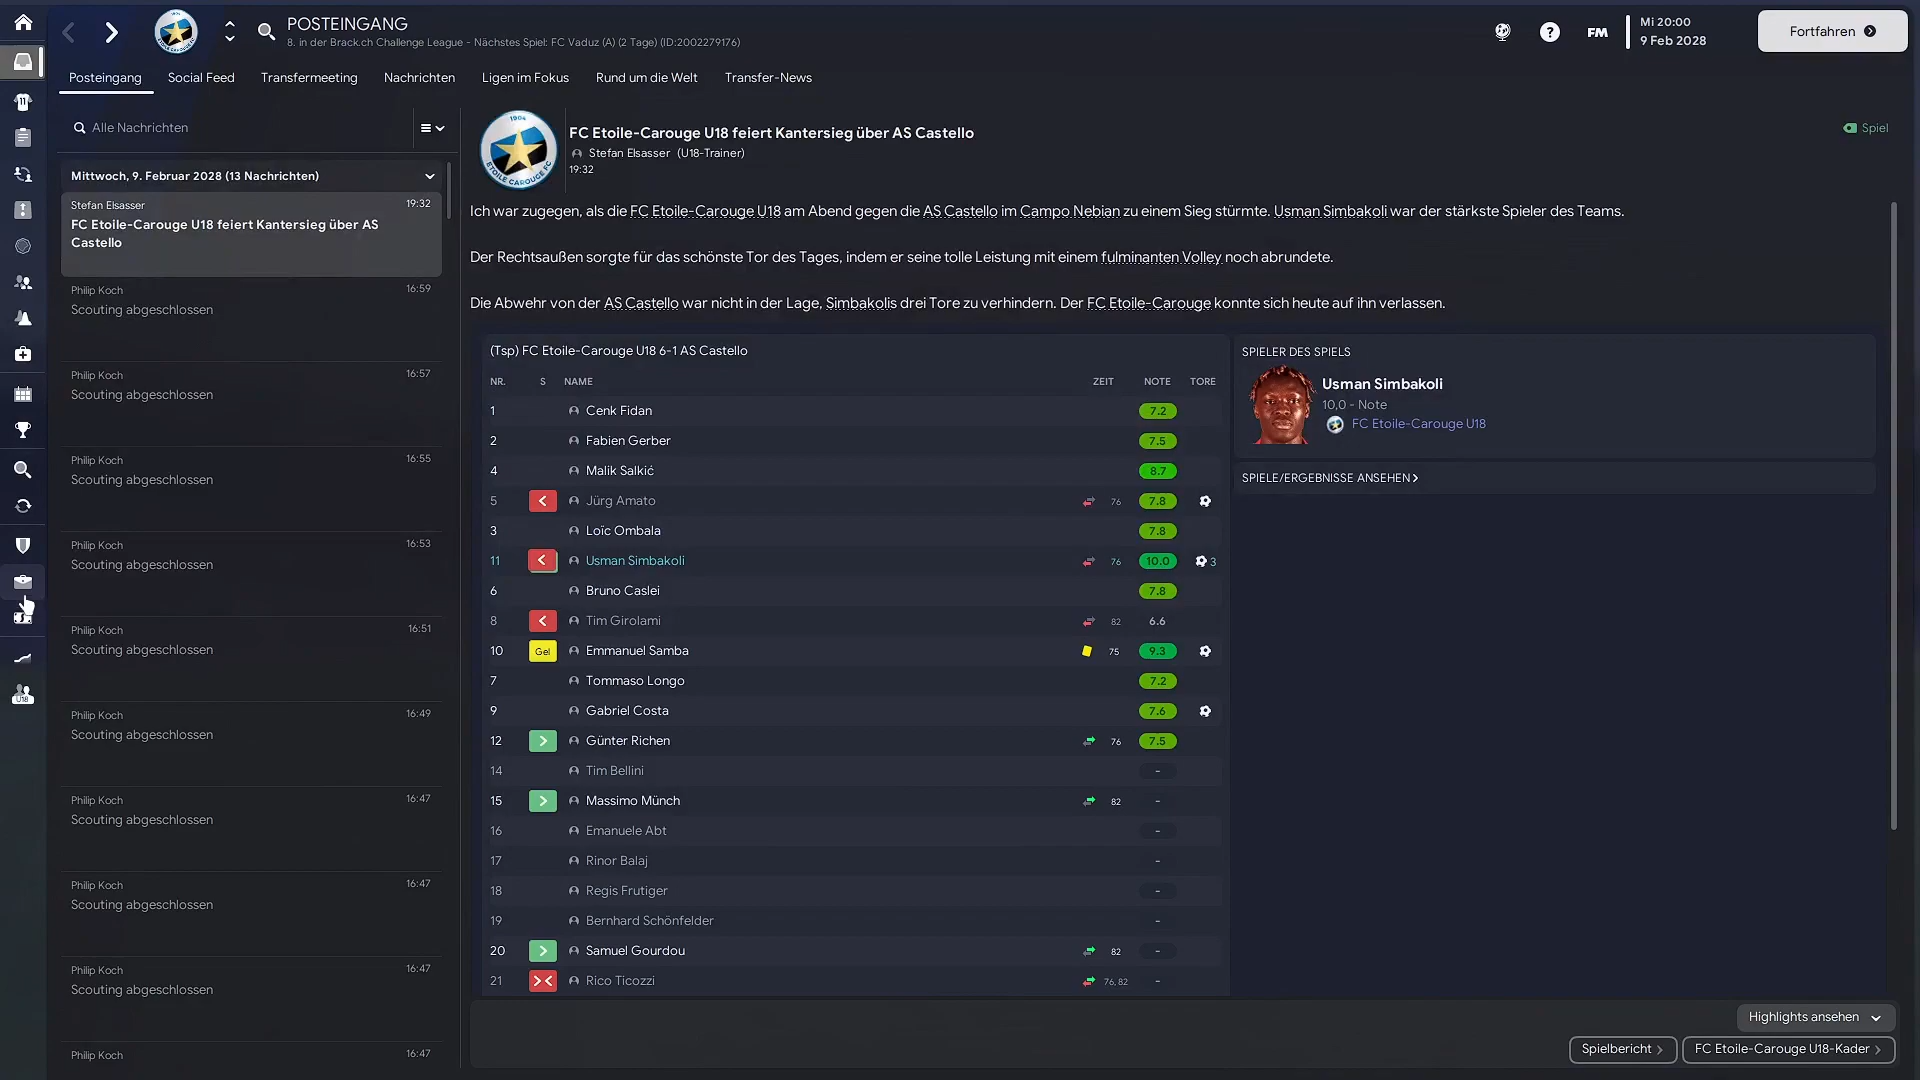 POSTEINGANG
8. in der Brack.ch Challenge League - Nächstes Spiel: FC Vaduz (A) (2 Tage) (ID:2002279176)
FM
Mi 20:00
9 Feb 2028
Fortfahren
Posteingang
Social Feed
Transfermeeting
Nachrichten
Ligen im Fokus
Rund um die Welt
Transfer-News
Alle Nachrichten
Mittwoch, 9. Februar 2028 (13 Nachrichten)
Stefan Elsasser 19:32
FC Etoile-Carouge U18 feiert Kantersieg über AS
Castello
Philip Koch 16:59
Scouting abgeschlossen
Philip Koch 16:57
Scouting abgeschlossen
Philip Koch 16:55
Scouting abgeschlossen
Philip Koch 16:53
Scouting abgeschlossen
Philip Koch 16:51
Scouting abgeschlossen
Philip Koch 16:49
Scouting abgeschlossen
Philip Koch 16:47
Scouting abgeschlossen
Philip Koch 16:47
Scouting abgeschlossen
Philip Koch 16:47
Scouting abgeschlossen
Philip Koch 16:47
U18
1904
ETOILE CAROUGE FC
FC Etoile-Carouge U18 feiert Kantersieg über AS Castello
Stefan Elsasser (U18-Trainer)
19:32
Spiel
Ich war zugegen, als die FC Etoile-Carouge U18 am Abend gegen die AS Castello im Campo Nebian zu einem Sieg stürmte. Usman Simbakoli war der stärkste Spieler des Teams.
Der Rechtsaußen sorgte für das schönste Tor des Tages, indem er seine tolle Leistung mit einem fulminanten Volley noch abrundete.
Die Abwehr von der AS Castello war nicht in der Lage, Simbakolis drei Tore zu verhindern. Der FC Etoile-Carouge konnte sich heute auf ihn verlassen.
(Tsp) FC Etoile-Carouge U18 6-1 AS Castello
NR. S NAME ZEIT NOTE TORE
1 Cenk Fidan 7.2
2 Fabien Gerber 7.5
4 Malik Salkić 8.7
5 Jürg Amato 76 7.8
3 Loïc Ombala 7.8
11 Usman Simbakoli 76 10.0 3
6 Bruno Caslei 7.8
8 Tim Girolami 82 6.6
10 Gel Emmanuel Samba 75 9.3
7 Tommaso Longo 7.2
9 Gabriel Costa 7.6
12 Günter Richen 76 7.5
14 Tim Bellini -
15 Massimo Münch 82 -
16 Emanuele Abt -
17 Rinor Balaj -
18 Regis Frutiger -
19 Bernhard Schönfelder -
20 Samuel Gourdou 82 -
21 Rico Ticozzi 76, 82 -
SPIELER DES SPIELS
Usman Simbakoli
10,0 - Note
FC Etoile-Carouge U18
SPIELE/ERGEBNISSE ANSEHEN
Highlights ansehen
Spielbericht
FC Etoile-Carouge U18-Kader